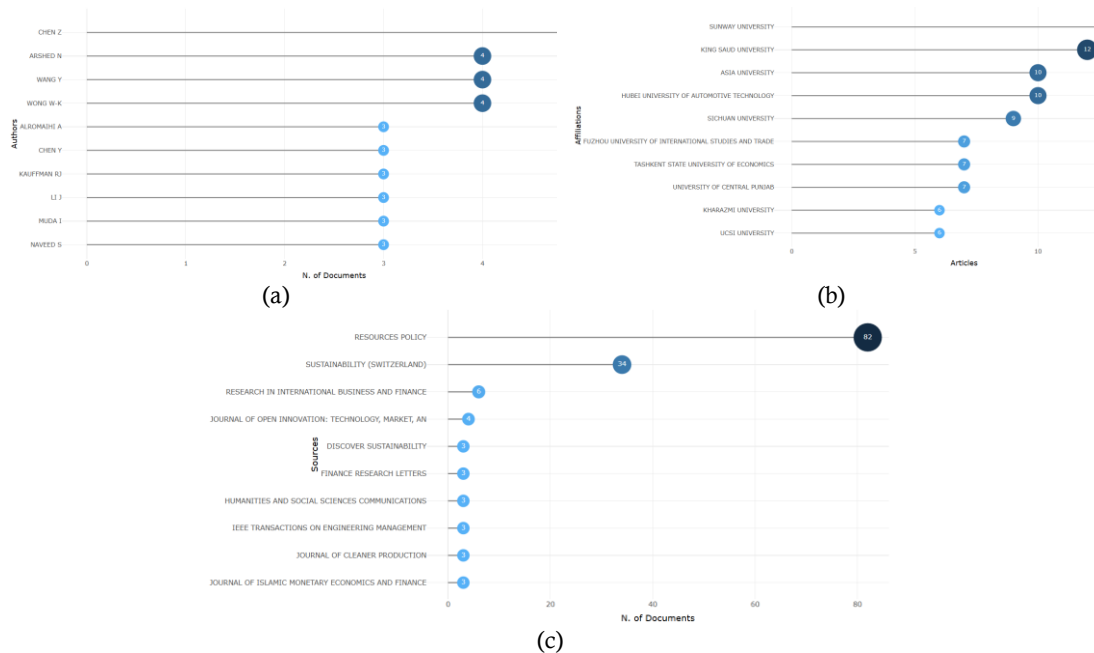 CHEN Z
ARSHED N
4
WANG Y
4
WONG W-K
4
ALROMAIHI A
3
CHEN Y
3
KAUFFMAN RJ
3
LI J
3
MUDA I
3
NAVEED S
3
Authors
0 1 2 3 4
N. of Documents
(a)
SUNWAY UNIVERSITY
KING SAUD UNIVERSITY
12
ASIA UNIVERSITY
10
HUBEI UNIVERSITY OF AUTOMOTIVE TECHNOLOGY
10
SICHUAN UNIVERSITY
9
FUZHOU UNIVERSITY OF INTERNATIONAL STUDIES AND TRADE
7
TASHKENT STATE UNIVERSITY OF ECONOMICS
7
UNIVERSITY OF CENTRAL PUNJAB
7
KHARAZMI UNIVERSITY
6
UCSI UNIVERSITY
6
Affiliations
0 5 10
Articles
(b)
RESOURCES POLICY
82
SUSTAINABILITY (SWITZERLAND)
34
RESEARCH IN INTERNATIONAL BUSINESS AND FINANCE
6
JOURNAL OF OPEN INNOVATION: TECHNOLOGY, MARKET, AN
4
DISCOVER SUSTAINABILITY
3
FINANCE RESEARCH LETTERS
3
HUMANITIES AND SOCIAL SCIENCES COMMUNICATIONS
3
IEEE TRANSACTIONS ON ENGINEERING MANAGEMENT
3
JOURNAL OF CLEANER PRODUCTION
3
JOURNAL OF ISLAMIC MONETARY ECONOMICS AND FINANCE
3
Sources
0 20 40 60 80
N. of Documents
(c)